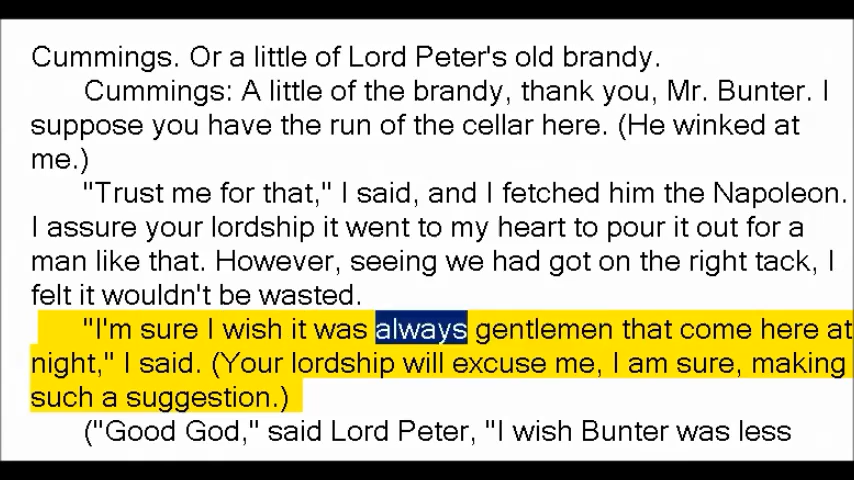 Cummings. Or a little of Lord Peter's old brandy.
Cummings: A little of the brandy, thank you, Mr. Bunter. I
suppose you have the run of the cellar here. (He winked at
me.)
"Trust me for that," I said, and I fetched him the Napoleon.
I assure your lordship it went to my heart to pour it out for a
man like that. However, seeing we had got on the right tack, I
felt it wouldn't be wasted.
"I'm sure I wish it was always gentlemen that come here at
night," I said. (Your lordship will excuse me, I am sure, making
such a suggestion.)
("Good God," said Lord Peter, "I wish Bunter was less